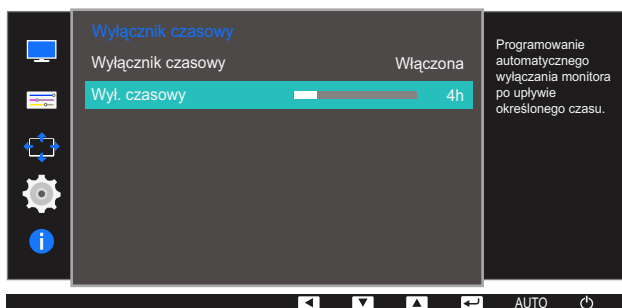 Wyłącznik czasowy
Wyłącznik czasowy Włączona
Wył. czasowy 4h
Programowanie
automatycznego
wyłączania monitora
po upływie
określonego czasu.
AUTO